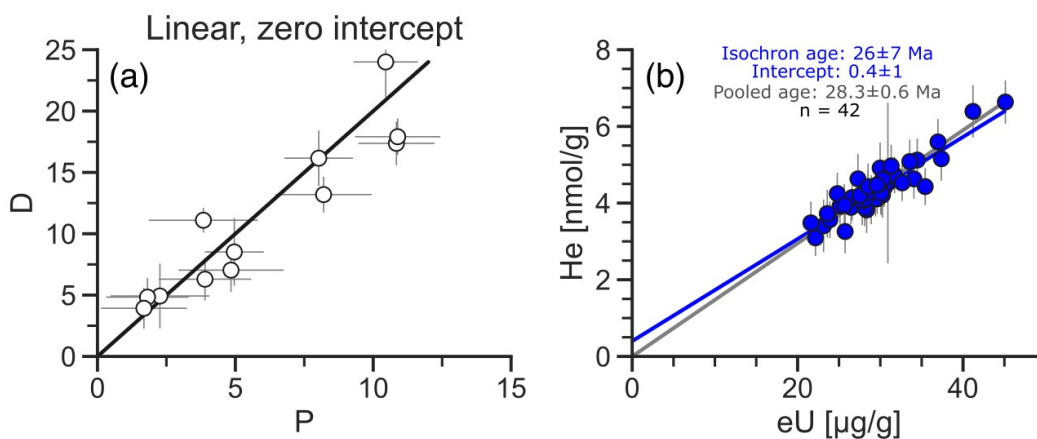 Linear, zero intercept
(a)
25
20
15
10
5
0
D
0
5
10
15
P
(b)
Isochron age: 26±7 Ma
Intercept: 0.4±1
Pooled age: 28.3±0.6 Ma
n = 42
8
6
4
2
0
He [nmol/g]
0
20
40
eU [μg/g]